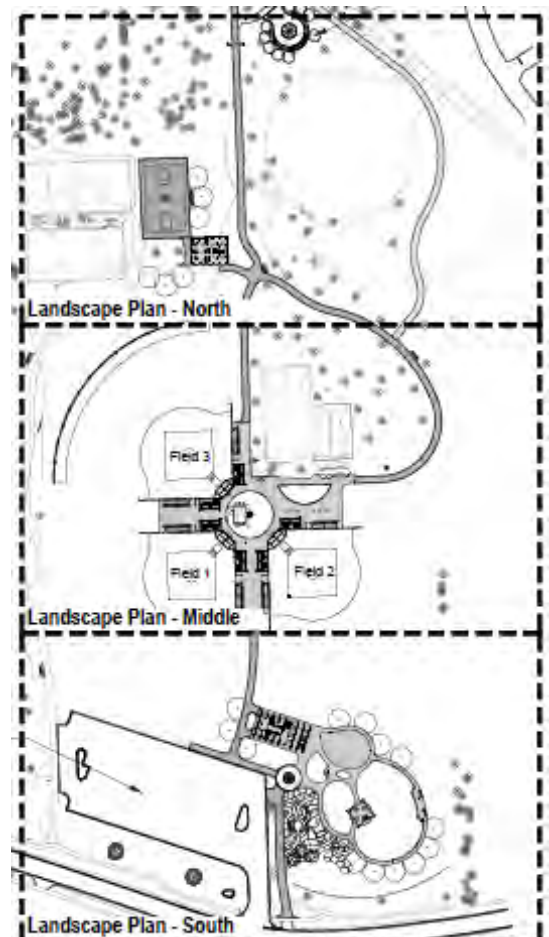 Landscape Plan - North
Field 3
Field 1
Field 2
Landscape Plan - Middle
Landscape Plan - South